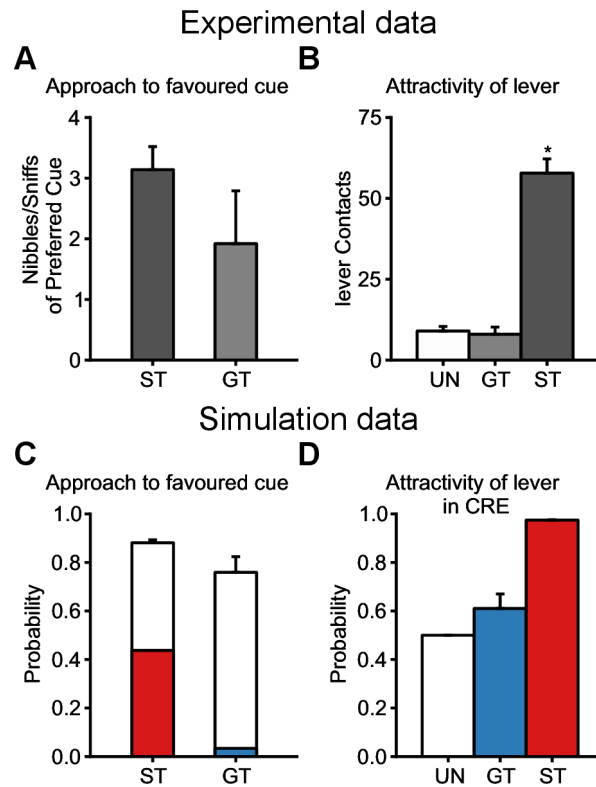 Experimental data
A
Approach to favoured cue
Nibbles/Sniffs
of Preferred Cue
4
3
2
1
0
ST
GT
B
Attractivity of lever
lever Contacts
75
50
25
0
*
UN
GT
ST
Simulation data
C
Approach to favoured cue
Probability
1.0
0.8
0.6
0.4
0.2
0.0
ST
GT
D
Attractivity of lever
in CRE
Probability
1.0
0.8
0.6
0.4
0.2
0.0
UN
GT
ST